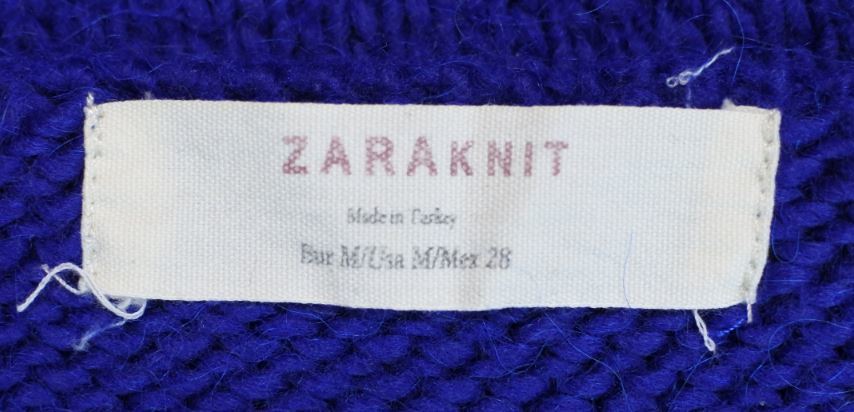 ZARAKNIT
Made in Turkey
Eur M/Usa M/Mex 28